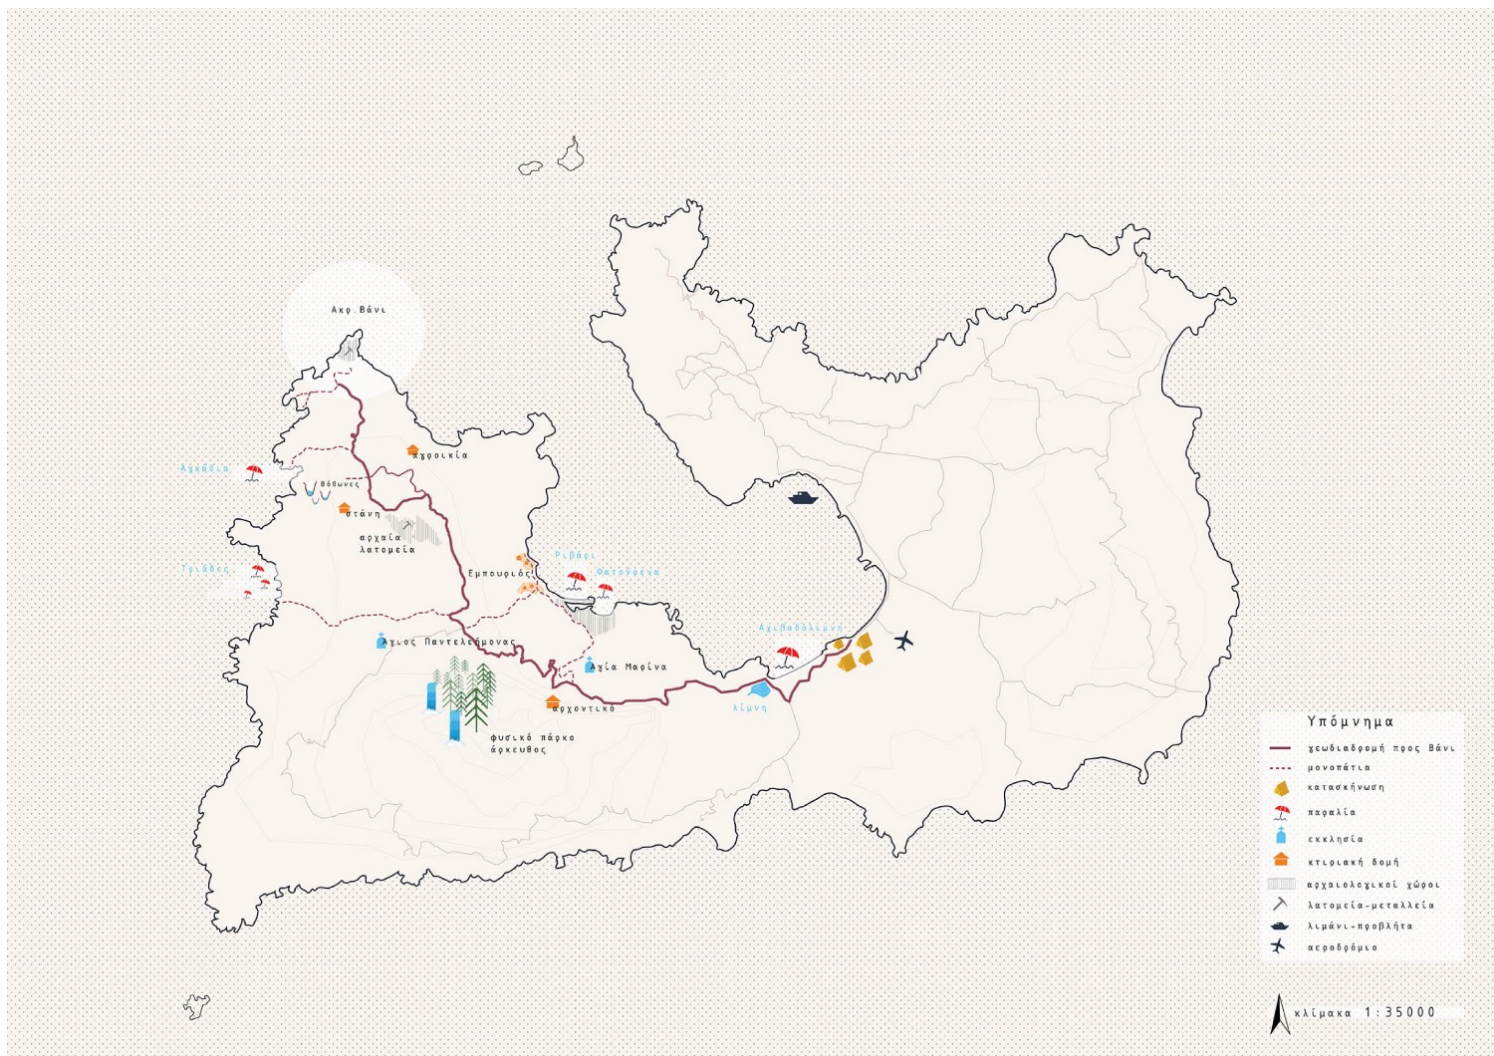 Ακρ.Βάνι
αγροικία
Αγκάθια
Βόθωνες
στάνη
αρχαία
λατομεία
Ριβάρι
Εμπουριός
Φατούρενα
Τριάδες
Αχιβαδόλιμνη
Άγιος Παντελεήμονας
Αγία Μαρίνα
αρχοντικό
λίμνη
φυσικό πάρκο
άρκευθος
Υπόμνημα
γεωδιαδρομή προς Βάνι
μονοπάτια
κατασκήνωση
παραλία
εκκλησία
κτιριακή δομή
αρχαιολογικοί χώροι
λατομεία-μεταλλεία
λιμάνι-προβλήτα
αεροδρόμιο
κλίμακα 1:35000